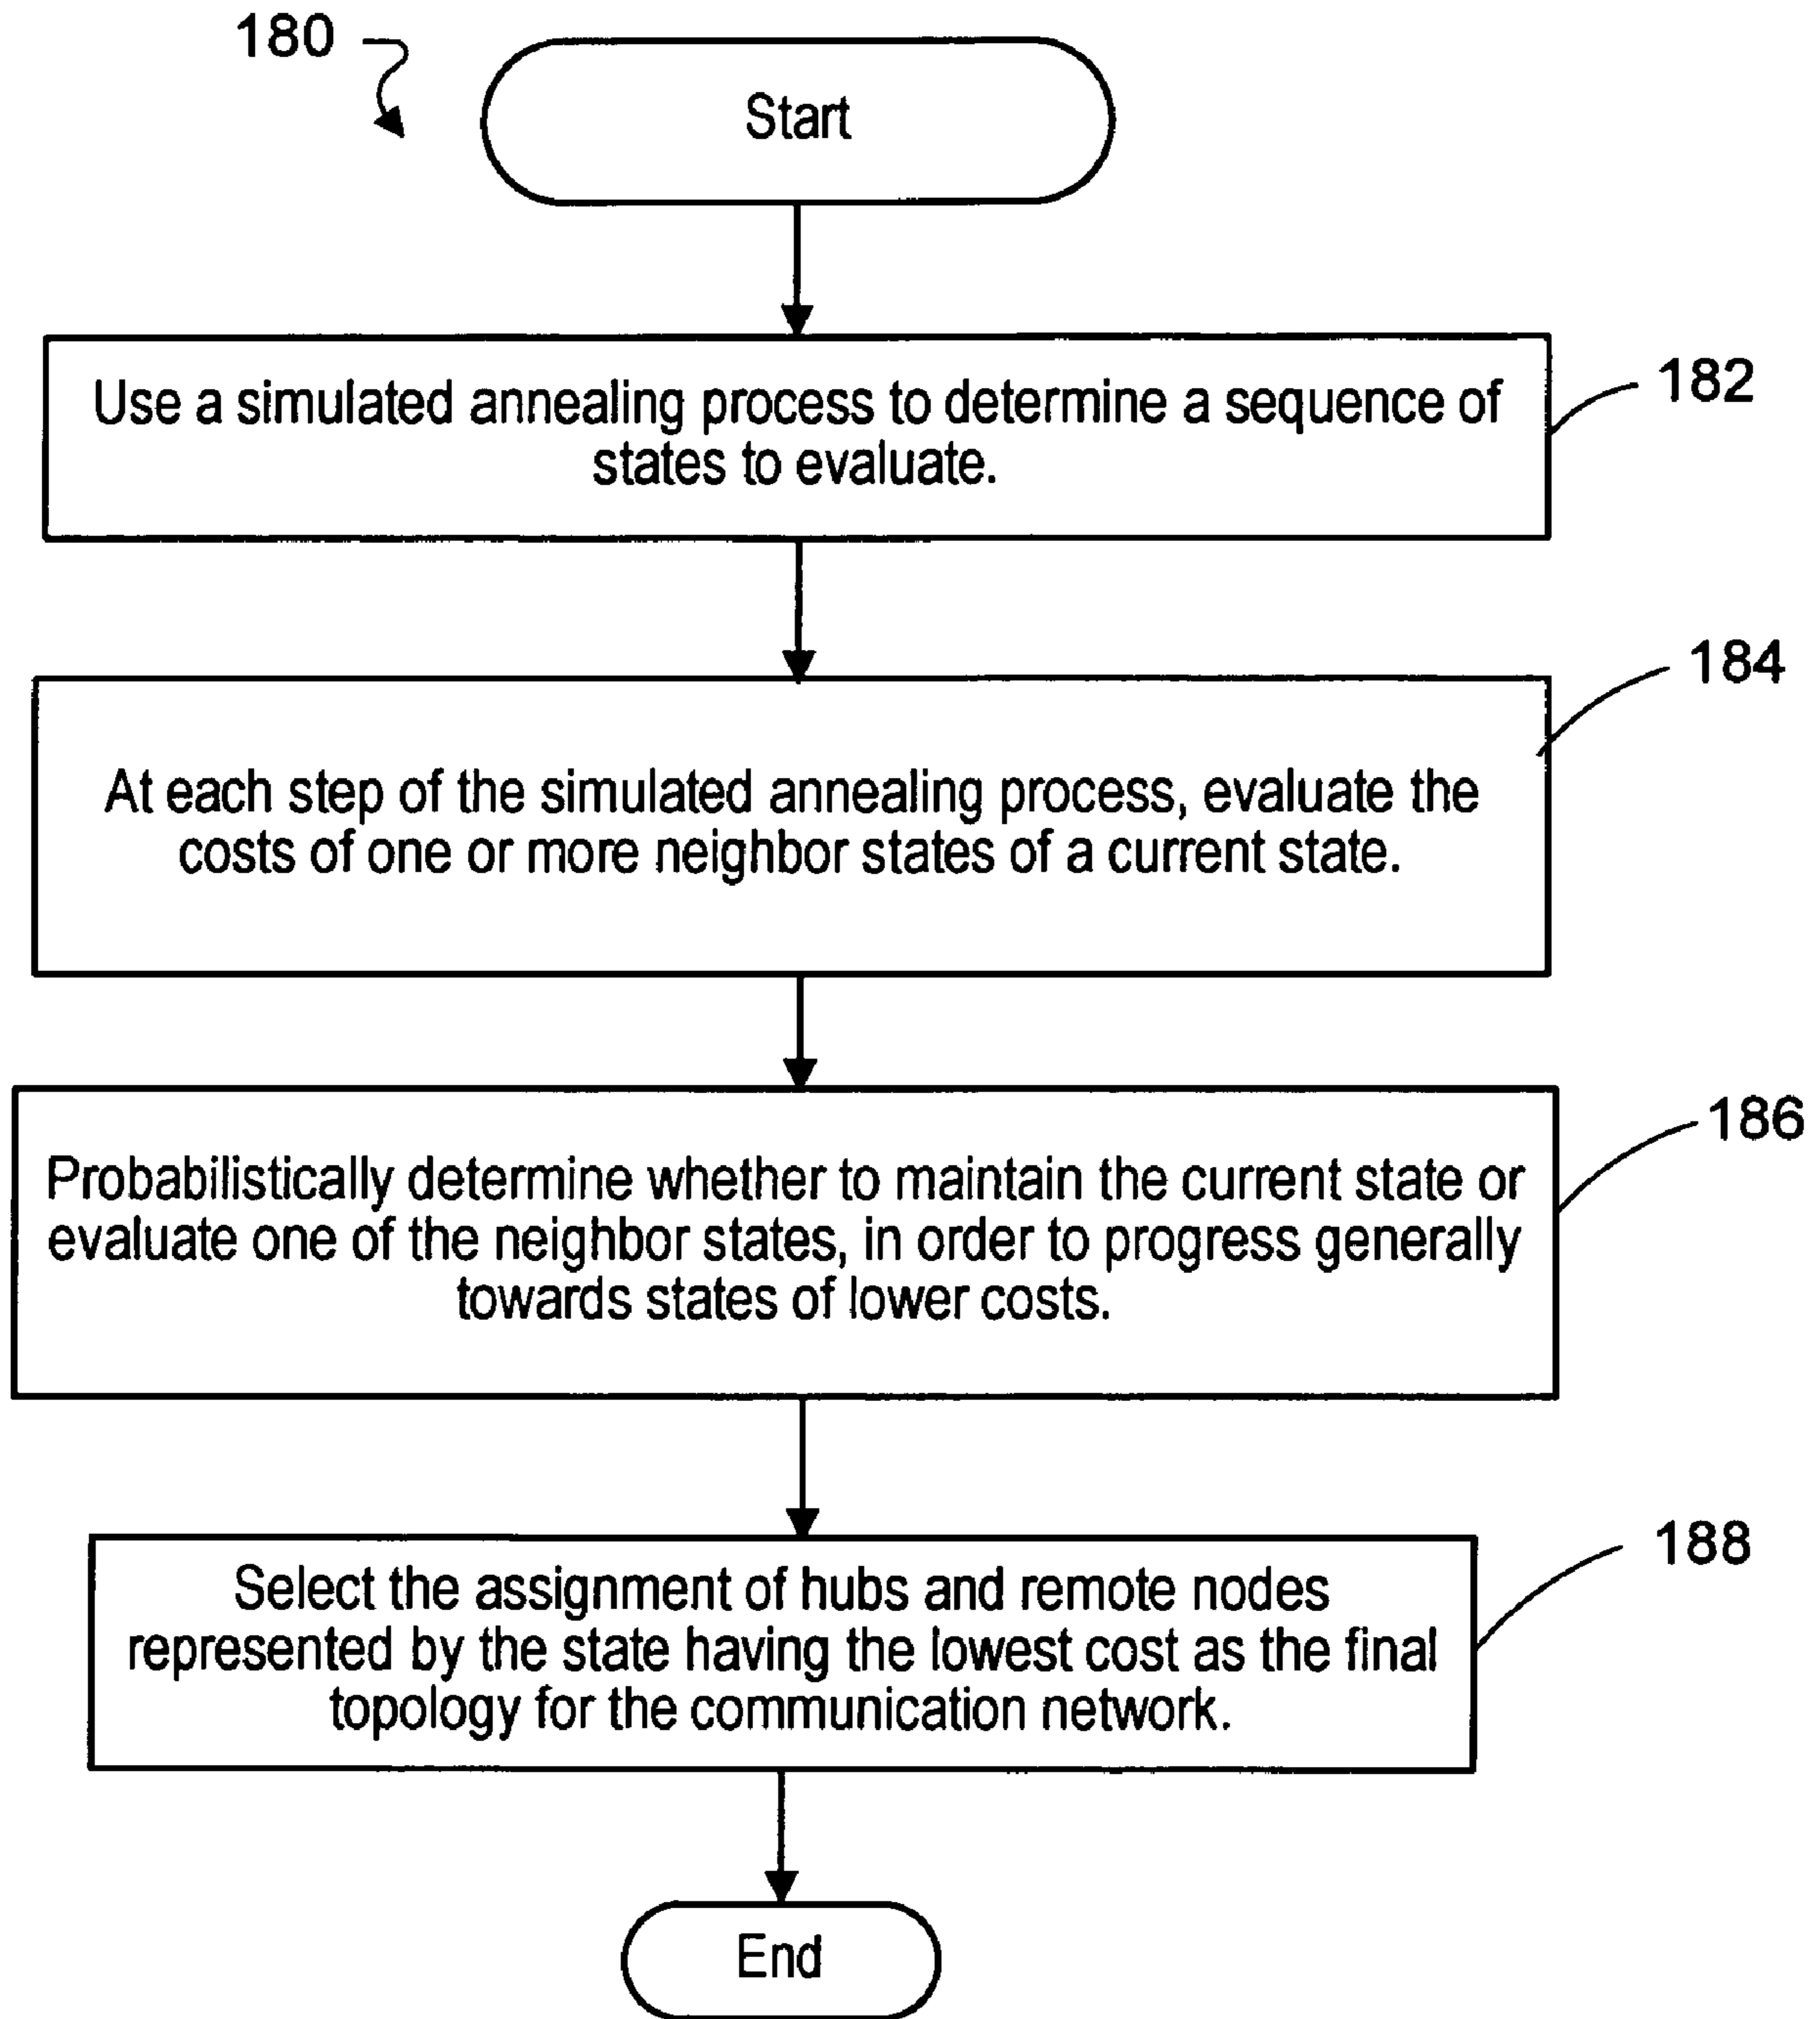 180
Start
Use a simulated annealing process to determine a sequence of
states to evaluate.
182
At each step of the simulated annealing process, evaluate the
costs of one or more neighbor states of a current state.
184
Probabilistically determine whether to maintain the current state or
evaluate one of the neighbor states, in order to progress generally
towards states of lower costs.
186
Select the assignment of hubs and remote nodes
represented by the state having the lowest cost as the final
topology for the communication network.
188
End